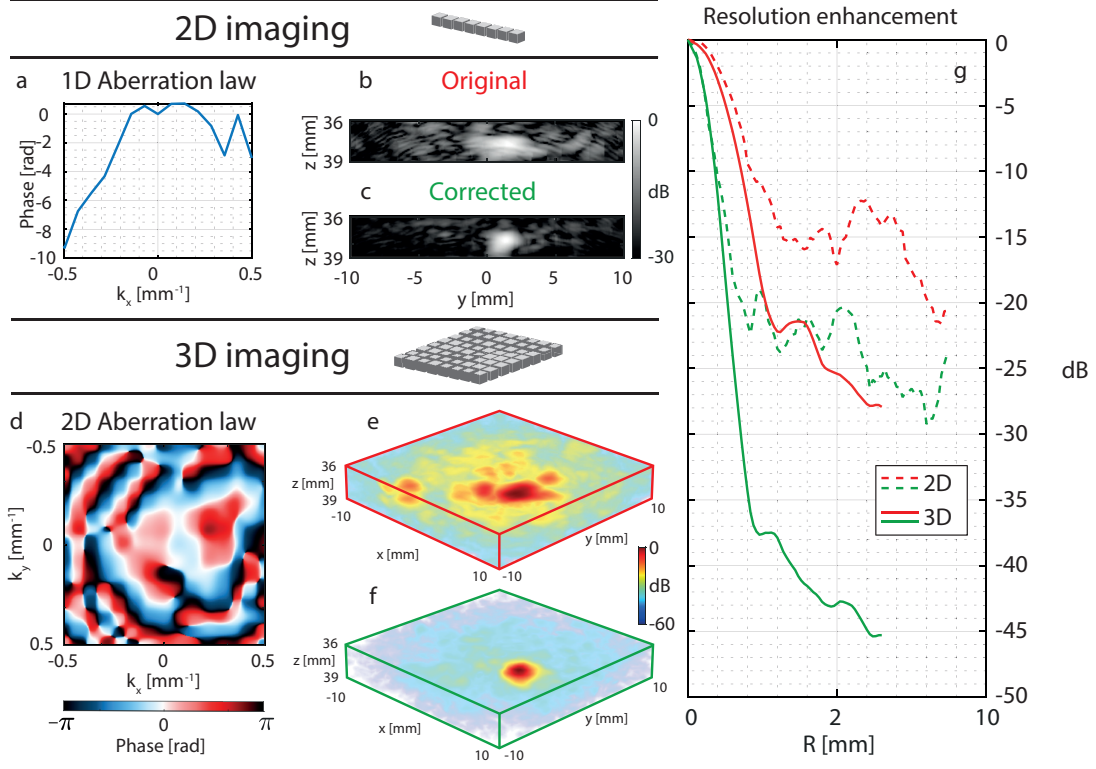 2D imaging
a
1D Aberration law
0
-2
-4
-6
-8
-10
Phase [rad]
-0.5
0
0.5
k_x [mm⁻¹]
b
Original
z [mm]
36
39
c
Corrected
z [mm]
36
39
-10
-5
0
5
10
y [mm]
0
dB
-30
3D imaging
d
2D Aberration law
-0.5
0
0.5
k_y [mm⁻¹]
-0.5
0
0.5
k_x [mm⁻¹]
-π
π
Phase [rad]
e
36
z [mm]
39
-10
x [mm]
10
-10
y [mm]
10
0
dB
-60
f
36
z [mm]
39
-10
x [mm]
10
-10
y [mm]
10
Resolution enhancement
g
0
-5
-10
-15
-20
-25
-30
-35
-40
-45
-50
dB
2D
3D
0
2
10
R [mm]